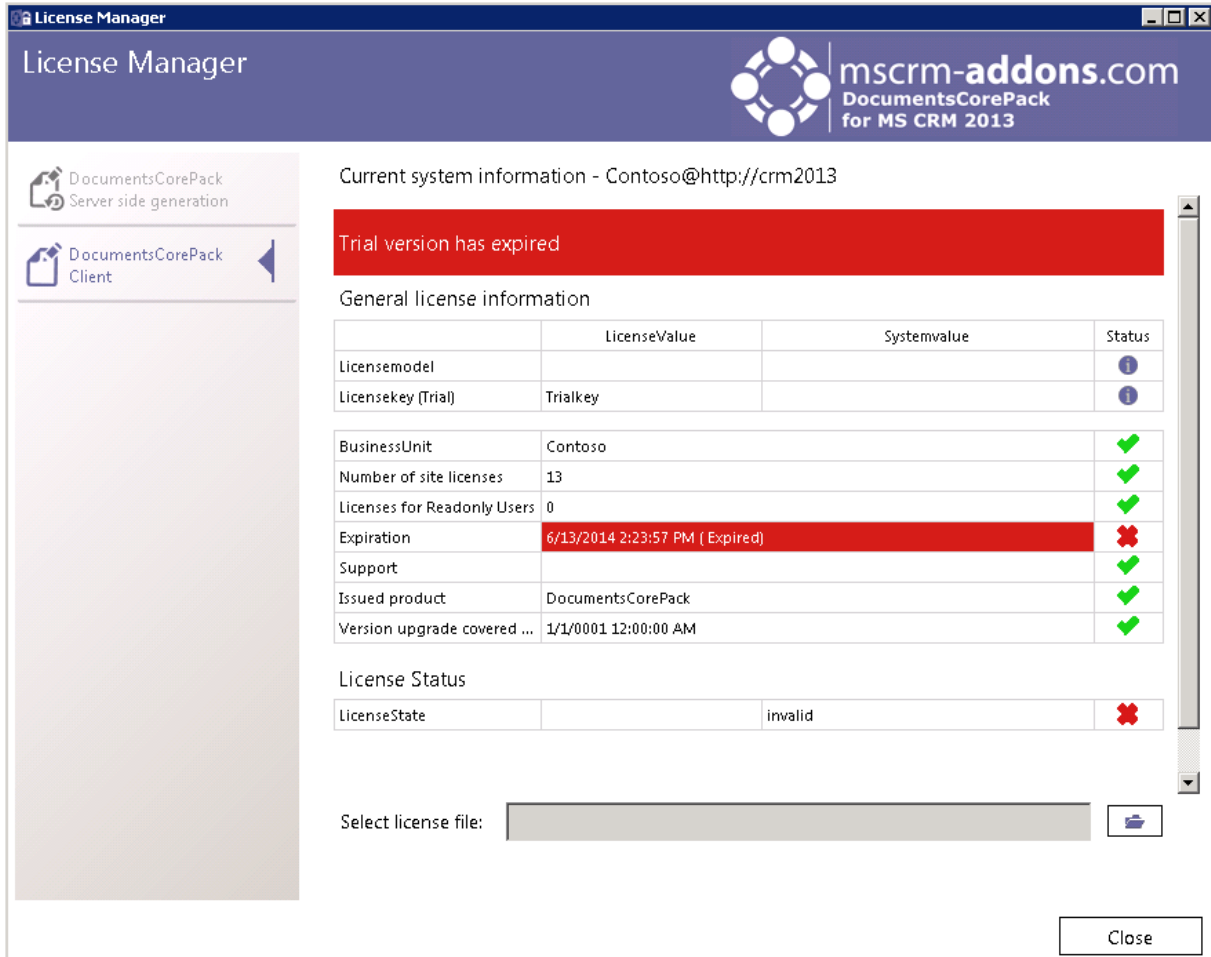 License Manager
License Manager
mscrm-addons.com
DocumentsCorePack
for MS CRM 2013
DocumentsCorePack
Server side generation
DocumentsCorePack
Client
Current system information - Contoso@http://crm2013
Trial version has expired
General license information
LicenseValue Systemvalue Status
Licensemodel
Licensekey (Trial) Trialkey
BusinessUnit Contoso
Number of site licenses 13
Licenses for Readonly Users 0
Expiration 6/13/2014 2:23:57 PM ( Expired)
Support
Issued product DocumentsCorePack
Version upgrade covered ... 1/1/0001 12:00:00 AM
License Status
LicenseState invalid
Select license file:
Close